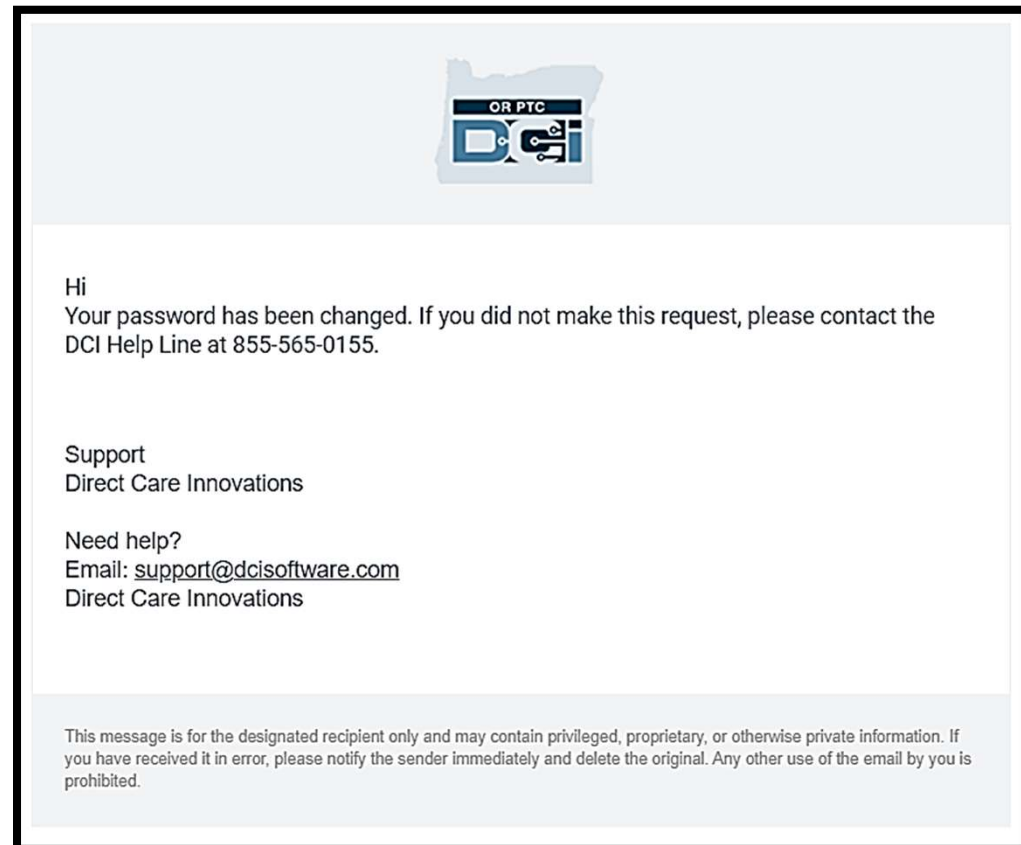 OR PTC
DCi
Hi
Your password has been changed. If you did not make this request, please contact the
DCI Help Line at 855-565-0155.
Support
Direct Care Innovations
Need help?
Email: support@dcisoftware.com
Direct Care Innovations
This message is for the designated recipient only and may contain privileged, proprietary, or otherwise private information. If
you have received it in error, please notify the sender immediately and delete the original. Any other use of the email by you is
prohibited.